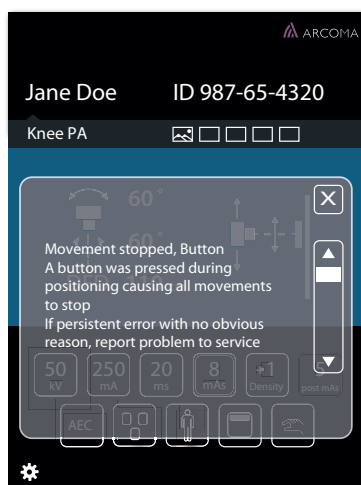 ARCOMA
Jane Doe ID 987-65-4320
Knee PA
60°
60°
Movement stopped, Button
A button was pressed during
positioning causing all movements
to stop
If persistent error with no obvious
reason, report problem to service
50 250 20 8 +1
kV mA ms mAs Density post mAs
AEC